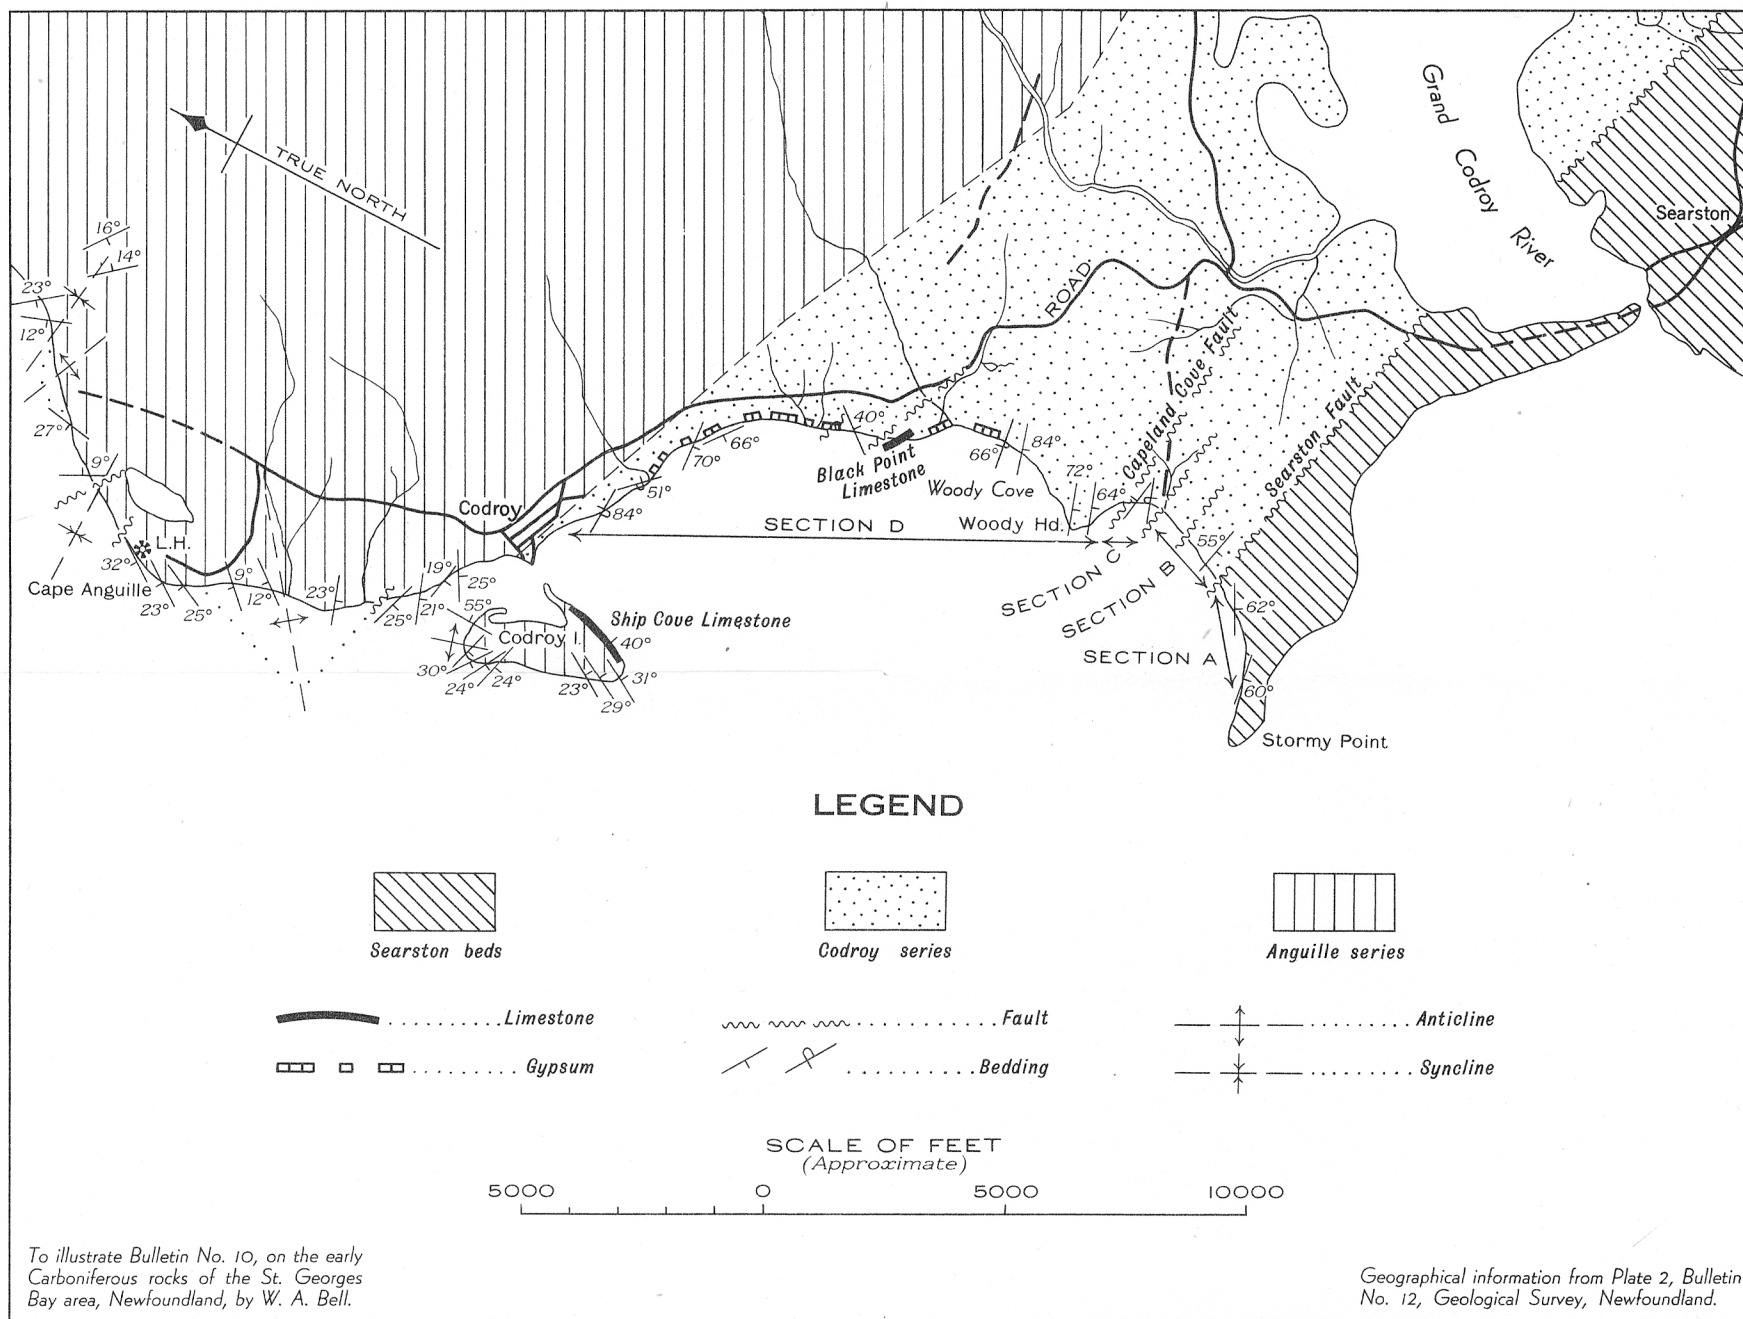 Grand Codroy River
Searston
TRUE NORTH
16°
14°
23°
12°
27°
9°
ROAD
Capeland Cove Fault
Searston Fault
40°
66°
70°
51°
84°
84°
66°
72°
64°
Black Point
Limestone
Woody Cove
Woody Hd.
Codroy
SECTION D
SECTION C
SECTION B
SECTION A
55°
62°
60°
Stormy Point
L.H.
32°
Cape Anguille
23°
25°
9°
12°
23°
25°
21°
19°
25°
55°
Codroy I.
Ship Cove Limestone
40°
31°
30°
24°
24°
23°
29°
LEGEND
Searston beds
Codroy series
Anguille series
Limestone
Fault
Anticline
Gypsum
Bedding
Syncline
SCALE OF FEET
(Approximate)
5000 0 5000 10000
To illustrate Bulletin No. 10, on the early
Carboniferous rocks of the St. Georges
Bay area, Newfoundland, by W. A. Bell.
Geographical information from Plate 2, Bulletin
No. 12, Geological Survey, Newfoundland.